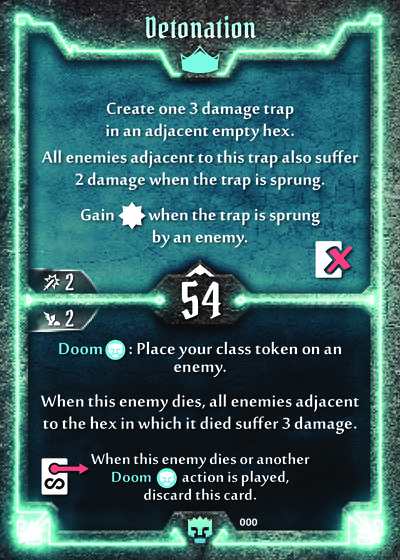 Detonation
Create one 3 damage trap
in an adjacent empty hex.
All enemies adjacent to this trap also suffer
2 damage when the trap is sprung.
Gain when the trap is sprung
by an enemy.
2
54
2
Doom : Place your class token on an
enemy.
When this enemy dies, all enemies adjacent
to the hex in which it died suffer 3 damage.
When this enemy dies or another
Doom action is played,
discard this card.
000